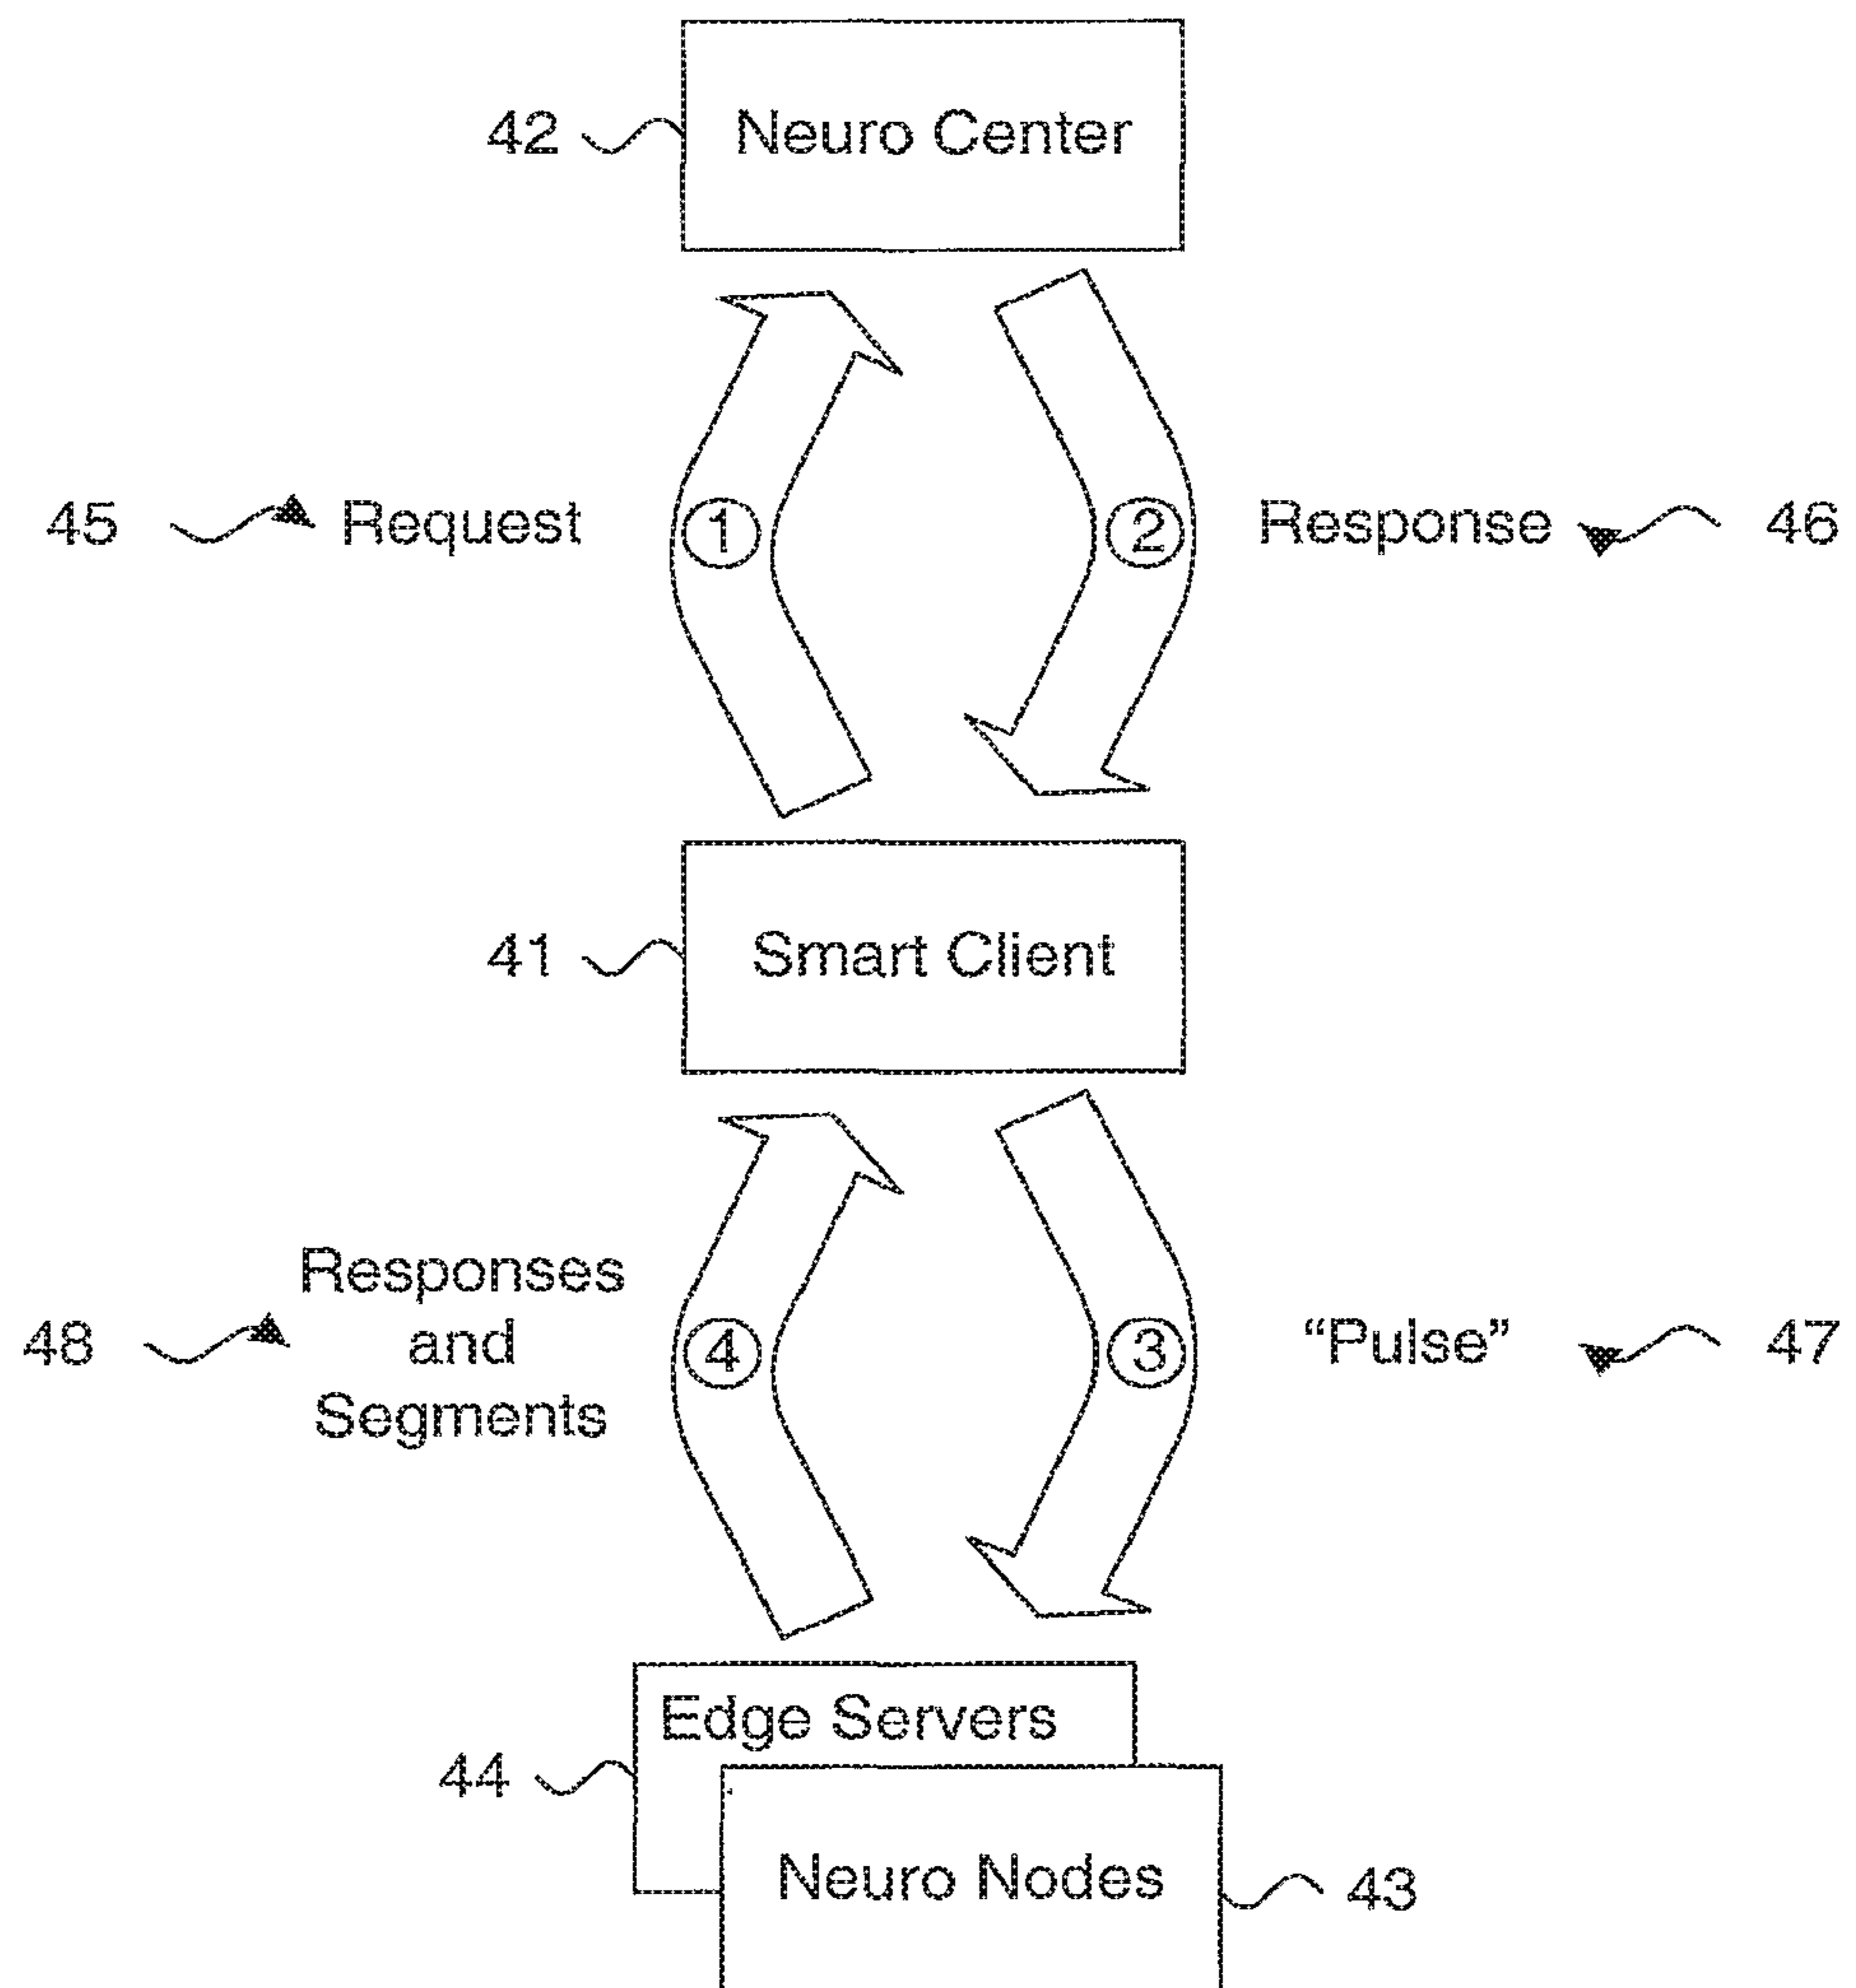 42 Neuro Center
45 Request 1 2 Response 46
41 Smart Client
Responses
48 and 4 3 “Pulse” 47
Segments
Edge Servers
44
Neuro Nodes 43